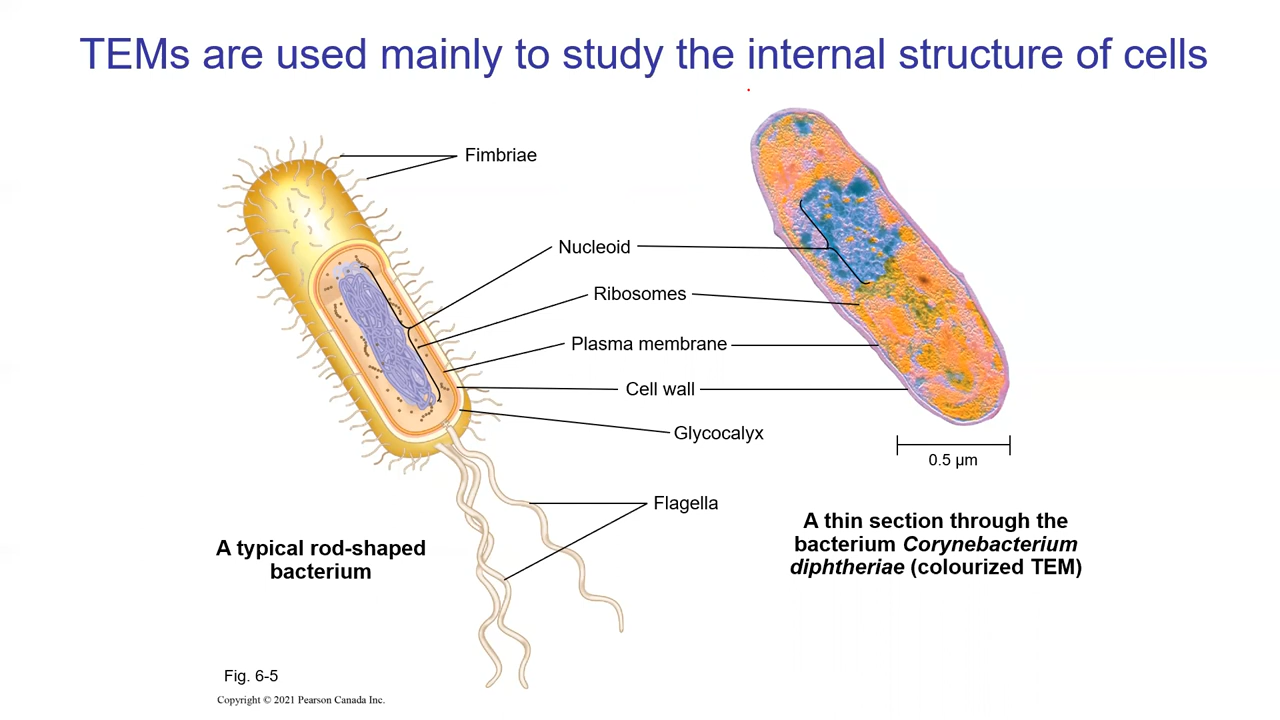 TEMs are used mainly to study the internal structure of cells
Fimbriae
Nucleoid
Ribosomes
Plasma membrane
Cell wall
Glycocalyx
0.5 µm
Flagella
A typical rod-shaped
bacterium
A thin section through the
bacterium Corynebacterium
diphtheriae (colourized TEM)
Fig. 6-5
Copyright © 2021 Pearson Canada Inc.